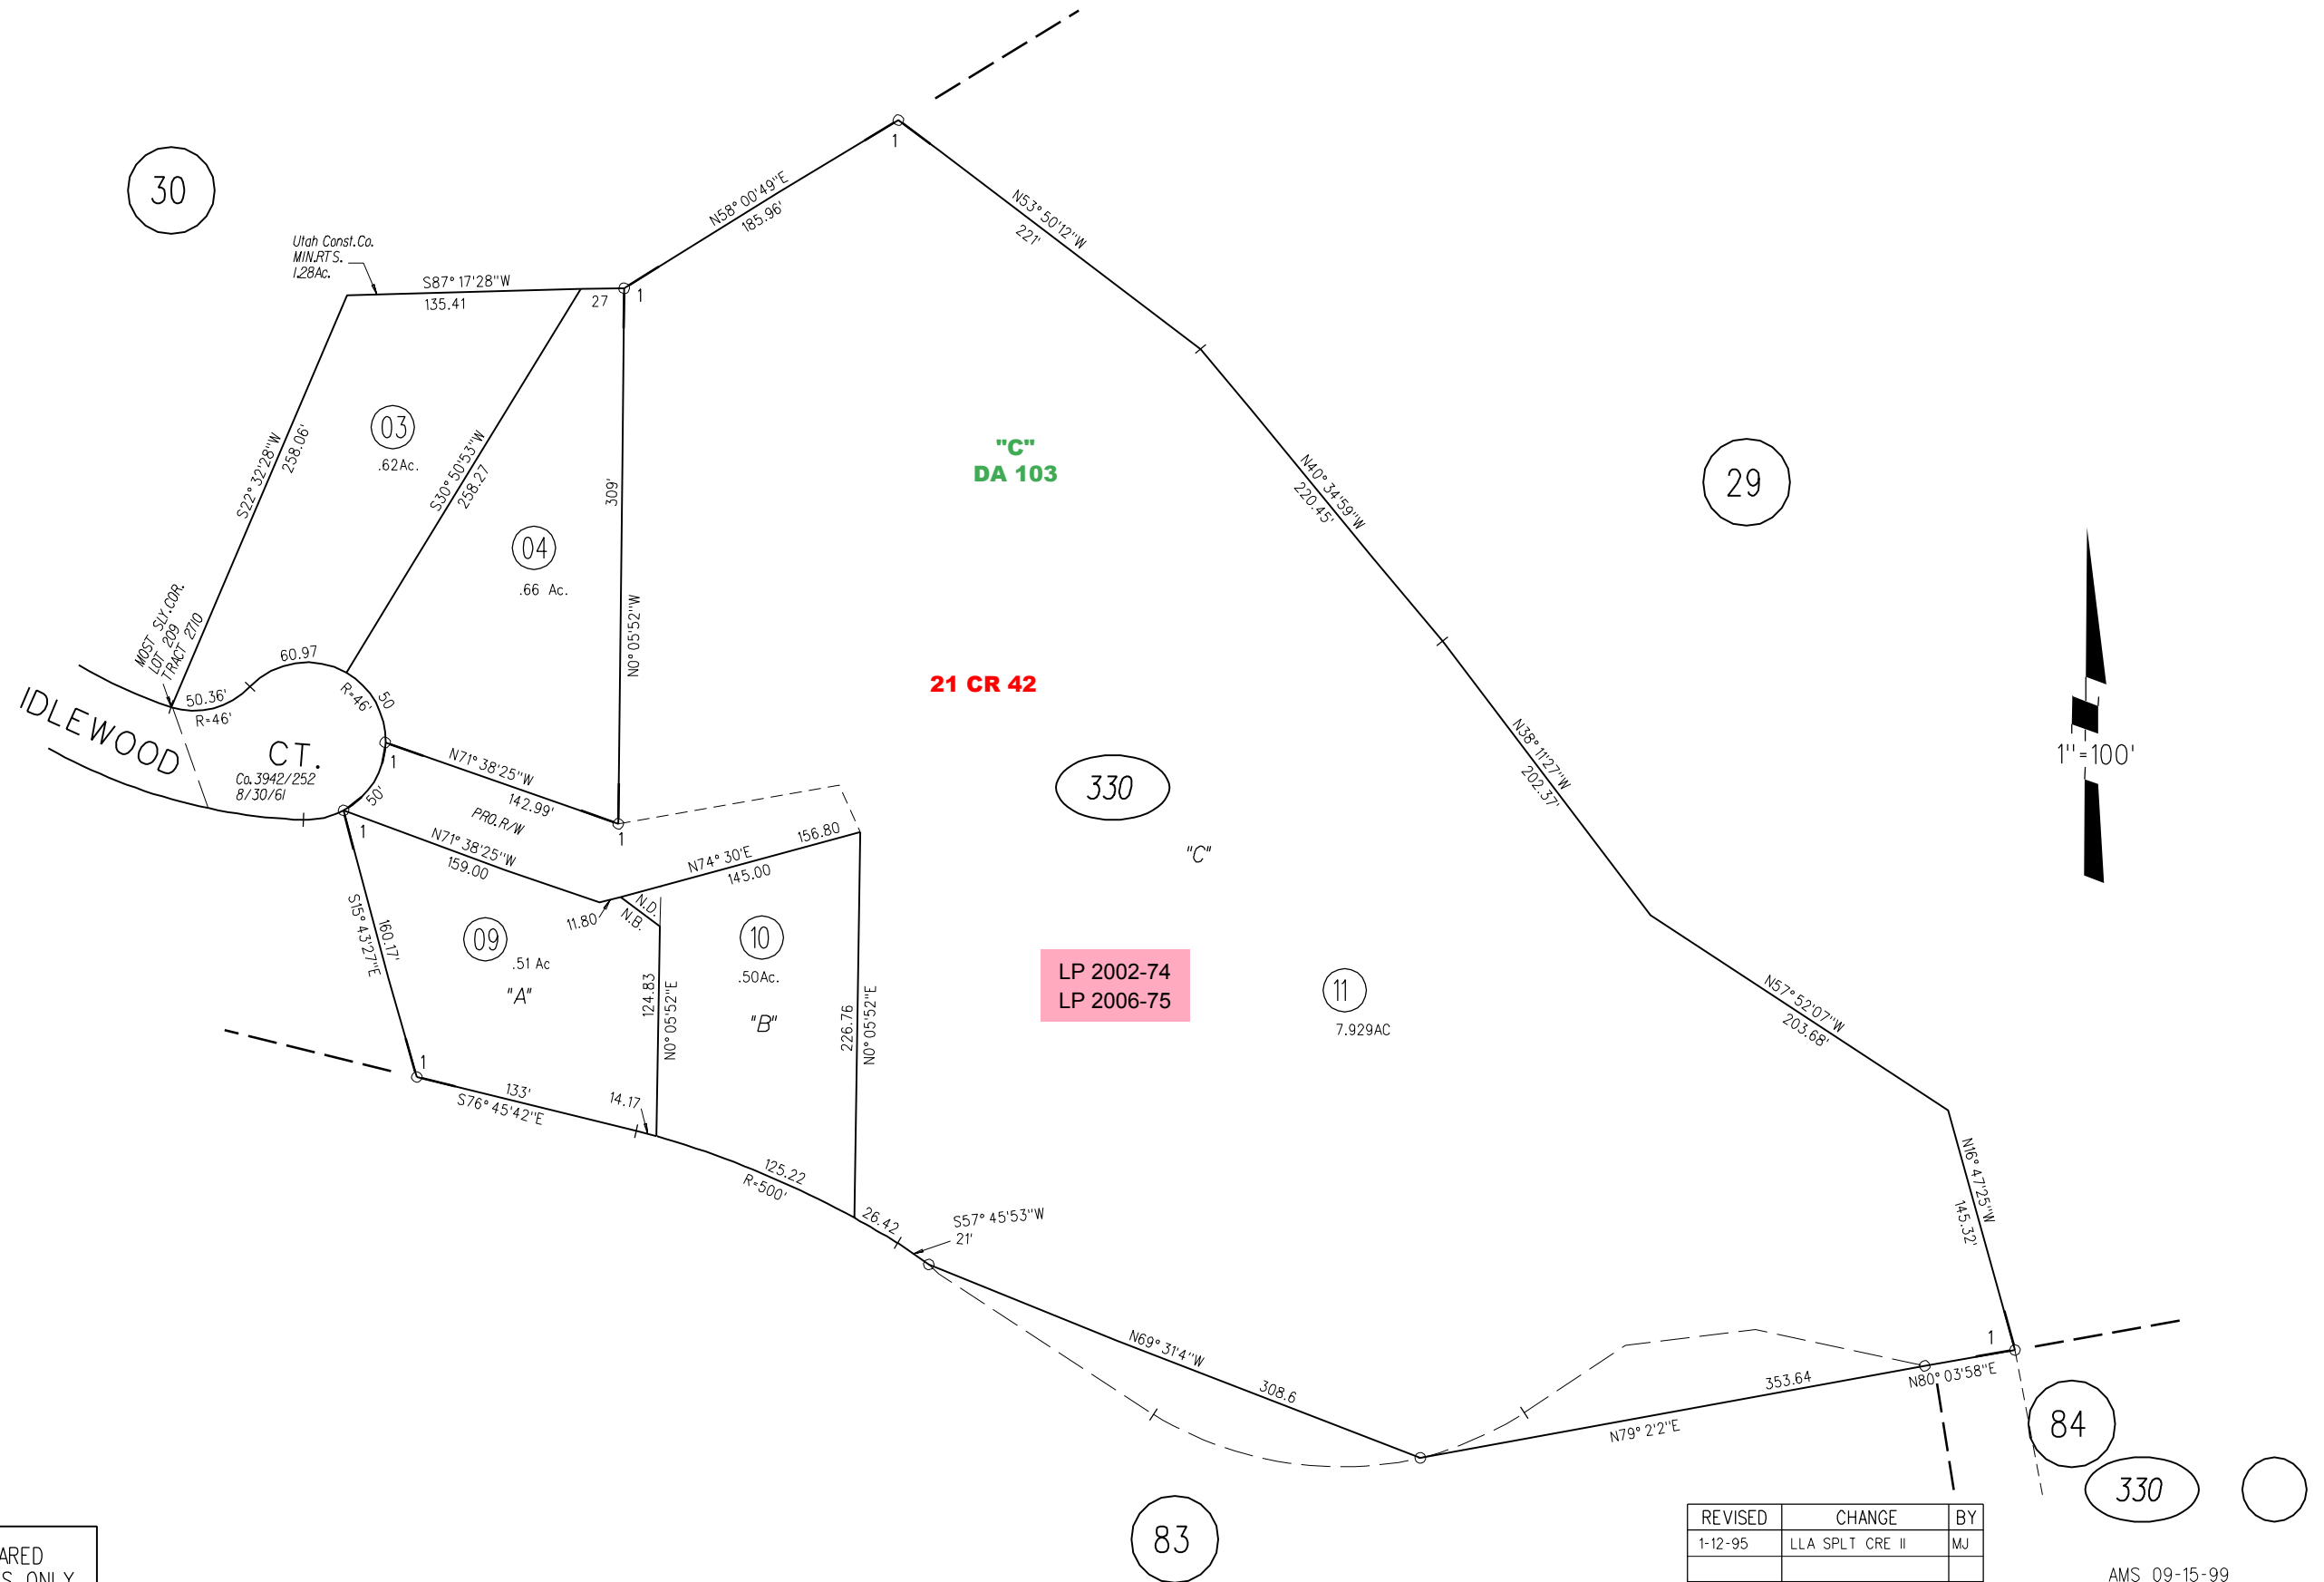 30
Utah Const.Co.
MIN.RTS.
1.28Ac.
S87°17'28"W
135.41
27
1
N58°00'49"E
185.96'
1
N53°50'12"W
221'
N40°34'59"W
220.45'
N38°11'27"W
202.37'
N57°52'07"W
203.68'
N16°47'25"W
145.32'
29
"C"
DA 103
21 CR 42
330
"C"
LP 2002-74
LP 2006-75
11
7.929AC
1"=100'
03
.62Ac.
S22°32'28"W
258.06'
S30°50'53"W
258.27
04
.66 Ac.
309'
N0°05'52"W
MOST SLY.COR.
LOT 209
TRACT 2710
50.36'
R=46'
60.97
R=46'
50
IDLEWOOD
CT.
Co.3942/252
8/30/61
50'
1
N71°38'25"W
142.99'
PRO.R/W
1
1
N71°38'25"W
159.00
N74°30'E
145.00
156.80
11.80
N.D.
N.B.
S15°43'27"E
160.17'
09
.51 Ac
"A"
124.83
N0°05'52"E
10
.50Ac.
"B"
226.76
N0°05'52"E
1
133'
S76°45'42"E
14.17
125.22
R=500'
26.42
S57°45'53"W
21'
N69°31'4"W
308.6
N79°2'2"E
353.64
N80°03'58"E
1
84
330
83
REVISED CHANGE BY
1-12-95 LLA SPLT CRE II MJ
AMS 09-15-99
ARED
S ONLY